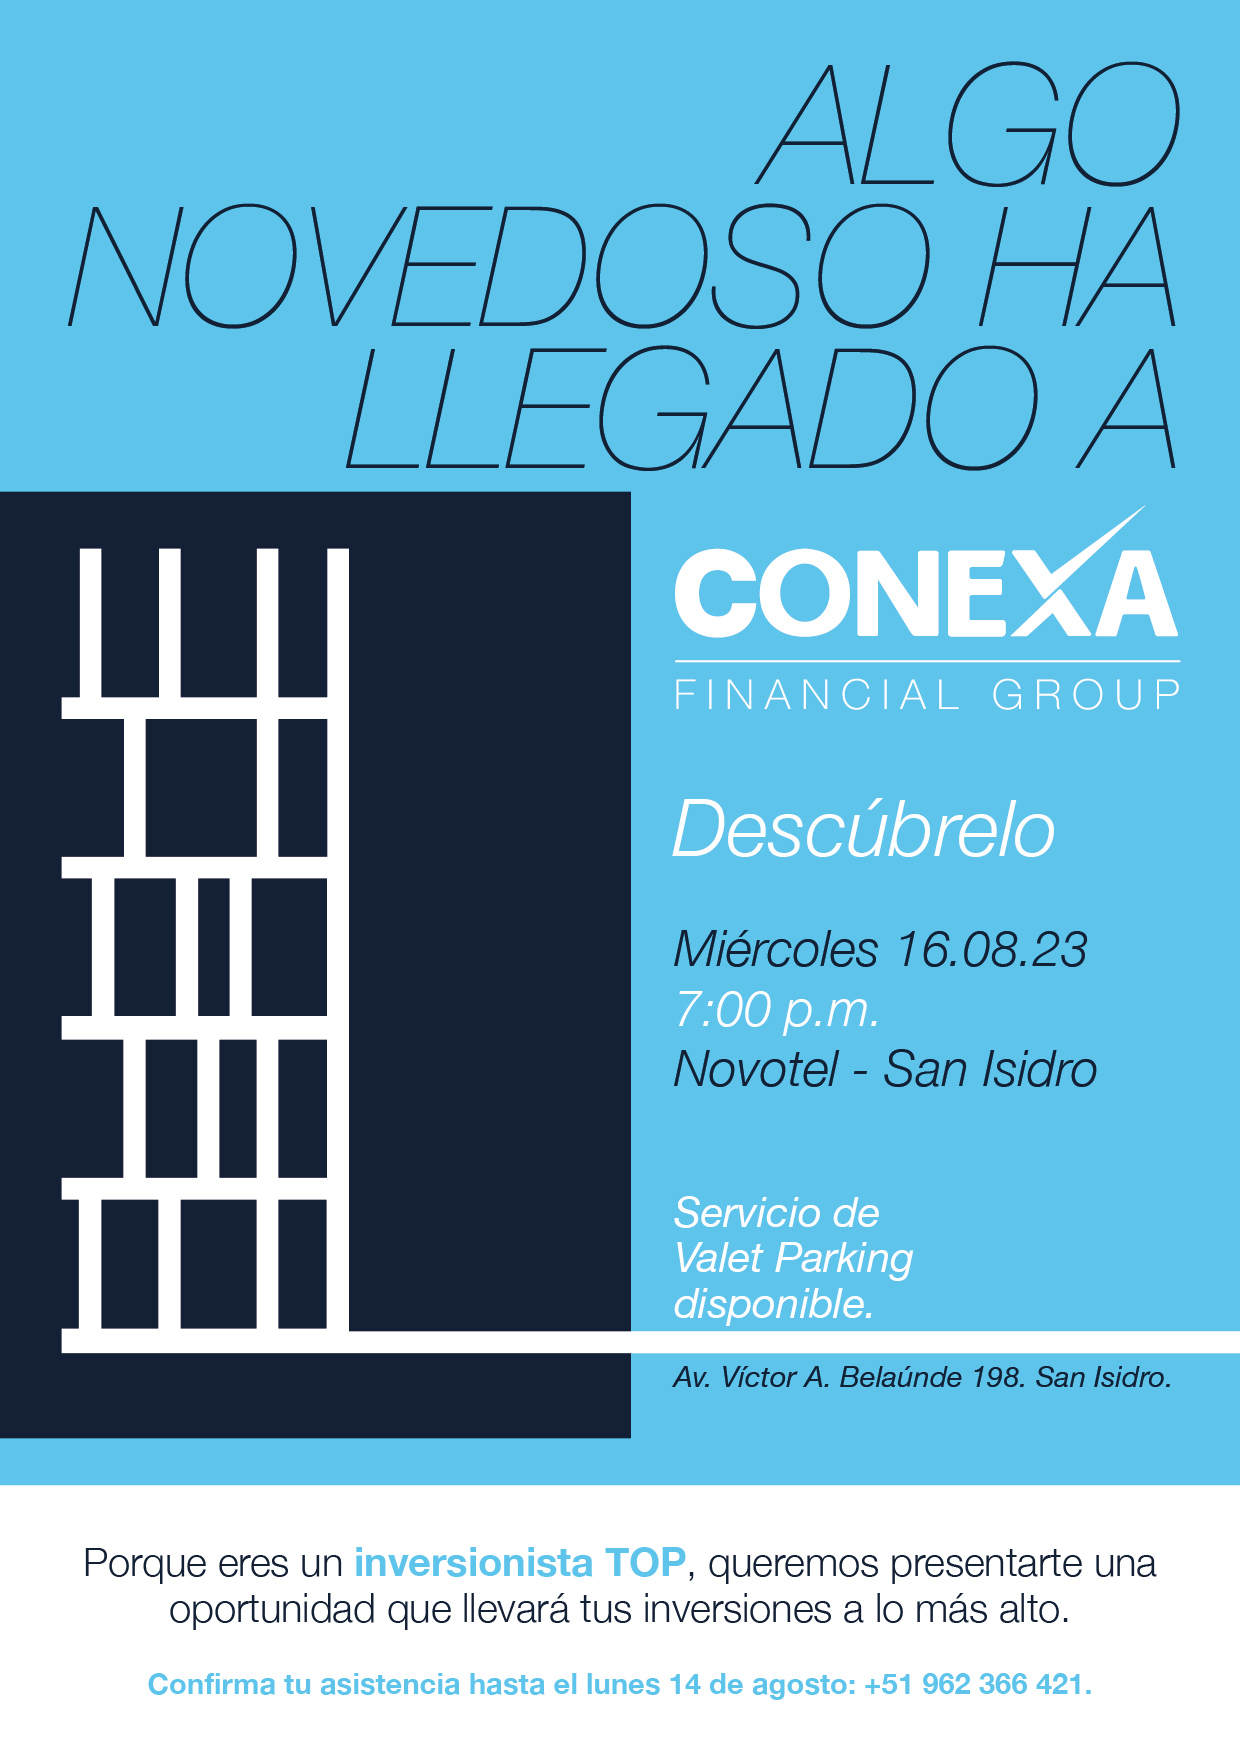 ALGO
NOVEDOSO HA
LLEGADO A
CONEXA
FINANCIAL GROUP
Descúbrelo
Miércoles 16.08.23
7:00 p.m.
Novotel - San Isidro
Servicio de
Valet Parking
disponible.
Av. Víctor A. Belaúnde 198. San Isidro.
Porque eres un inversionista TOP, queremos presentarte una
oportunidad que llevará tus inversiones a lo más alto.
Confirma tu asistencia hasta el lunes 14 de agosto: +51 962 366 421.